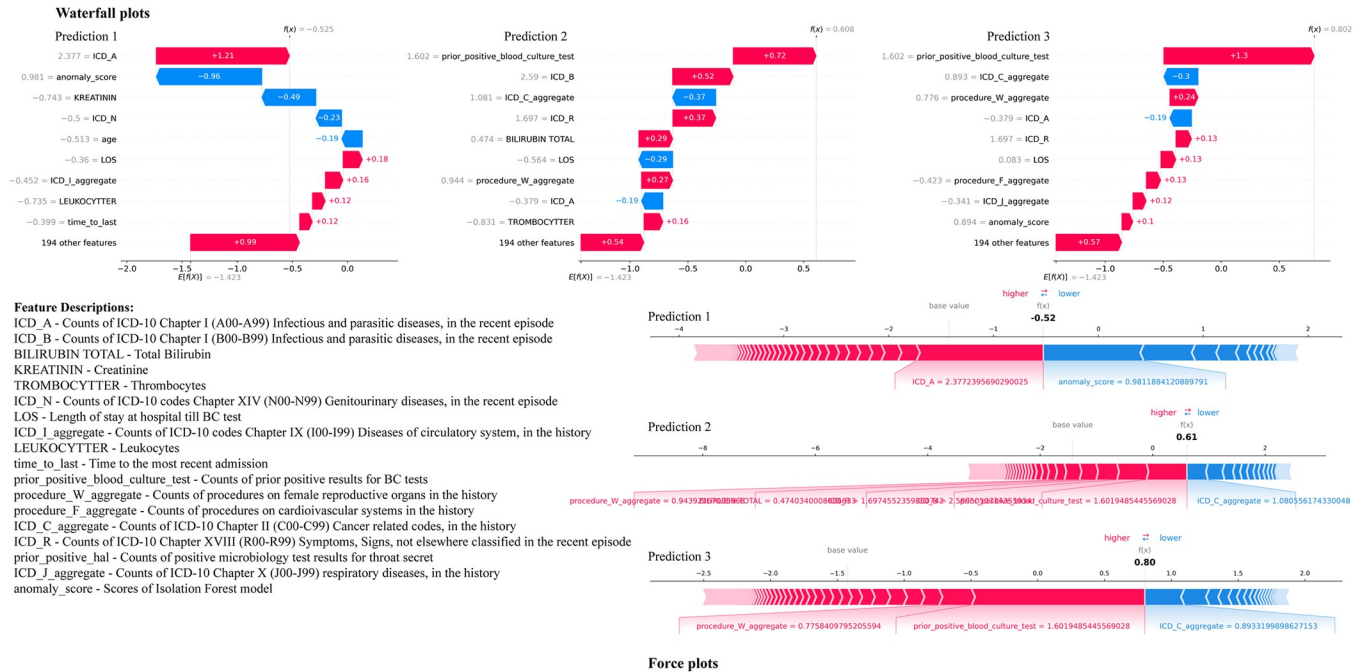 Waterfall plots
Prediction 1
f(x) = −0.525
2.377 = ICD_A
+1.21
0.981 = anomaly_score
−0.96
−0.743 = KREATININ
−0.49
−0.5 = ICD_N
−0.23
−0.513 = age
−0.19
−0.36 = LOS
+0.18
−0.452 = ICD_I_aggregate
+0.16
−0.735 = LEUKOCYTTER
+0.12
−0.399 = time_to_last
+0.12
194 other features
+0.99
−2.0 −1.5 −1.0 −0.5 0.0
E[f(X)] = −1.423
Prediction 2
f(x) = 0.608
1.602 = prior_positive_blood_culture_test
+0.72
2.59 = ICD_B
+0.52
1.081 = ICD_C_aggregate
−0.37
1.697 = ICD_R
+0.37
0.474 = BILIRUBIN TOTAL
+0.29
−0.564 = LOS
−0.29
0.944 = procedure_W_aggregate
+0.27
−0.379 = ICD_A
−0.19
−0.831 = TROMBOCYTTER
+0.16
194 other features
+0.54
−1.0 −0.5 0.0 0.5
E[f(X)] = −1.423
Prediction 3
f(x) = 0.802
1.602 = prior_positive_blood_culture_test
+1.3
0.893 = ICD_C_aggregate
−0.3
0.776 = procedure_W_aggregate
+0.24
−0.379 = ICD_A
−0.19
1.697 = ICD_R
+0.13
0.083 = LOS
+0.13
−0.423 = procedure_F_aggregate
+0.13
−0.341 = ICD_J_aggregate
+0.12
0.894 = anomaly_score
+0.1
194 other features
+0.57
−1.0 −0.5 0.0 0.5
E[f(X)] = −1.423
Feature Descriptions:
ICD_A - Counts of ICD-10 Chapter I (A00-A99) Infectious and parasitic diseases, in the recent episode
ICD_B - Counts of ICD-10 Chapter I (B00-B99) Infectious and parasitic diseases, in the recent episode
BILIRUBIN TOTAL - Total Bilirubin
KREATININ - Creatinine
TROMBOCYTTER - Thrombocytes
ICD_N - Counts of ICD-10 codes Chapter XIV (N00-N99) Genitourinary diseases, in the recent episode
LOS - Length of stay at hospital till BC test
ICD_I_aggregate - Counts of ICD-10 codes Chapter IX (I00-I99) Diseases of circulatory system, in the history
LEUKOCYTTER - Leukocytes
time_to_last - Time to the most recent admission
prior_positive_blood_culture_test - Counts of prior positive results for BC tests
procedure_W_aggregate - Counts of procedures on female reproductive organs in the history
procedure_F_aggregate - Counts of procedures on cardioivascular systems in the history
ICD_C_aggregate - Counts of ICD-10 Chapter II (C00-C99) Cancer related codes, in the history
ICD_R - Counts of ICD-10 Chapter XVIII (R00-R99) Symptoms, Signs, not elsewhere classified in the recent episode
prior_positive_hal - Counts of positive microbiology test results for throat secret
ICD_J_aggregate - Counts of ICD-10 Chapter X (J00-J99) respiratory diseases, in the history
anomaly_score - Scores of Isolation Forest model
Prediction 1
higher ⇄ lower
base value
f(x)
-0.52
−4 −3 −2 −1 0 1 2
ICD_A = 2.3772395690290025
anomaly_score = 0.9811884120889791
Prediction 2
higher ⇄ lower
base value
f(x)
0.61
−8 −6 −4 −2 0 2
procedure_W_aggregate
culture_test = 1.6019485445569028
ICD_C_aggregate = 1.080556174330048
Prediction 3
higher ⇄ lower
base value
f(x)
0.80
−2.5 −2.0 −1.5 −1.0 −0.5 0.0 0.5 1.0 1.5 2.0
procedure_W_aggregate = 0.7758409795205594
prior_positive_blood_culture_test = 1.6019485445569028
ICD_C_aggregate = 0.8933199898627153
Force plots